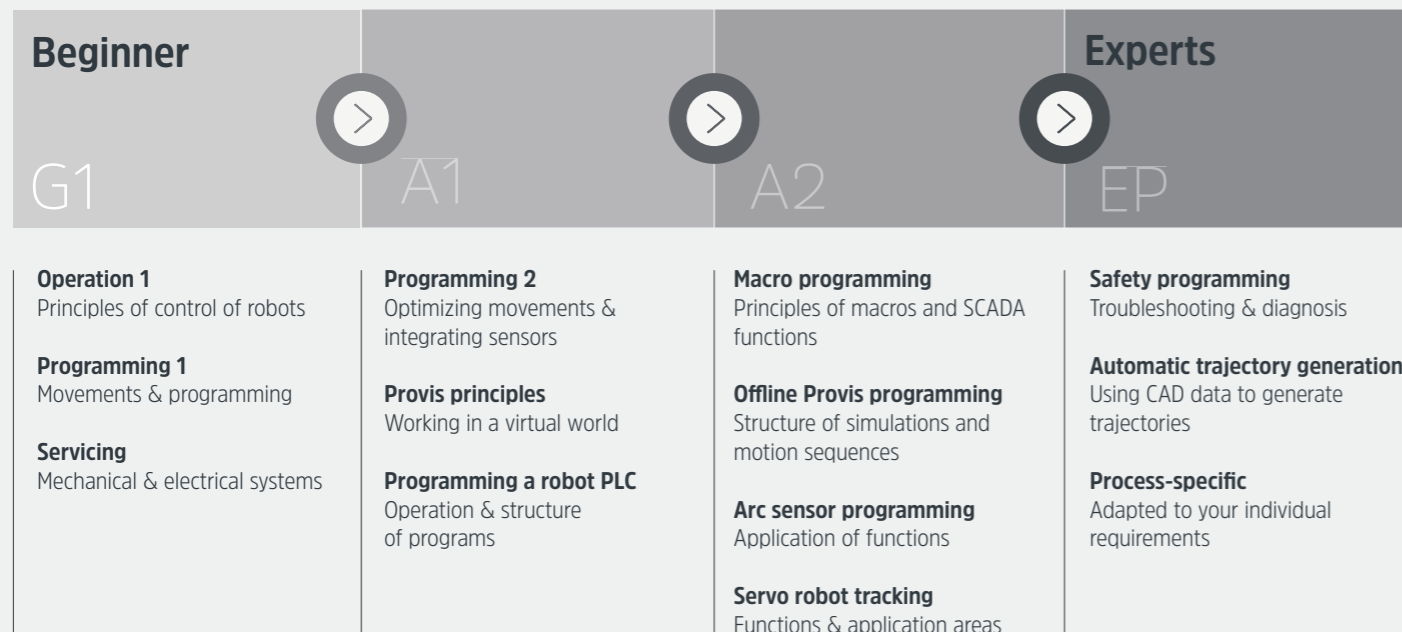 Beginner
Experts
G1
A1
A2
EP
Operation 1
Principles of control of robots
Programming 1
Movements & programming
Servicing
Mechanical & electrical systems
Programming 2
Optimizing movements &
integrating sensors
Provis principles
Working in a virtual world
Programming a robot PLC
Operation & structure
of programs
Macro programming
Principles of macros and SCADA
functions
Offline Provis programming
Structure of simulations and
motion sequences
Arc sensor programming
Application of functions
Servo robot tracking
Functions & application areas
Safety programming
Troubleshooting & diagnosis
Automatic trajectory generation
Using CAD data to generate
trajectories
Process-specific
Adapted to your individual
requirements